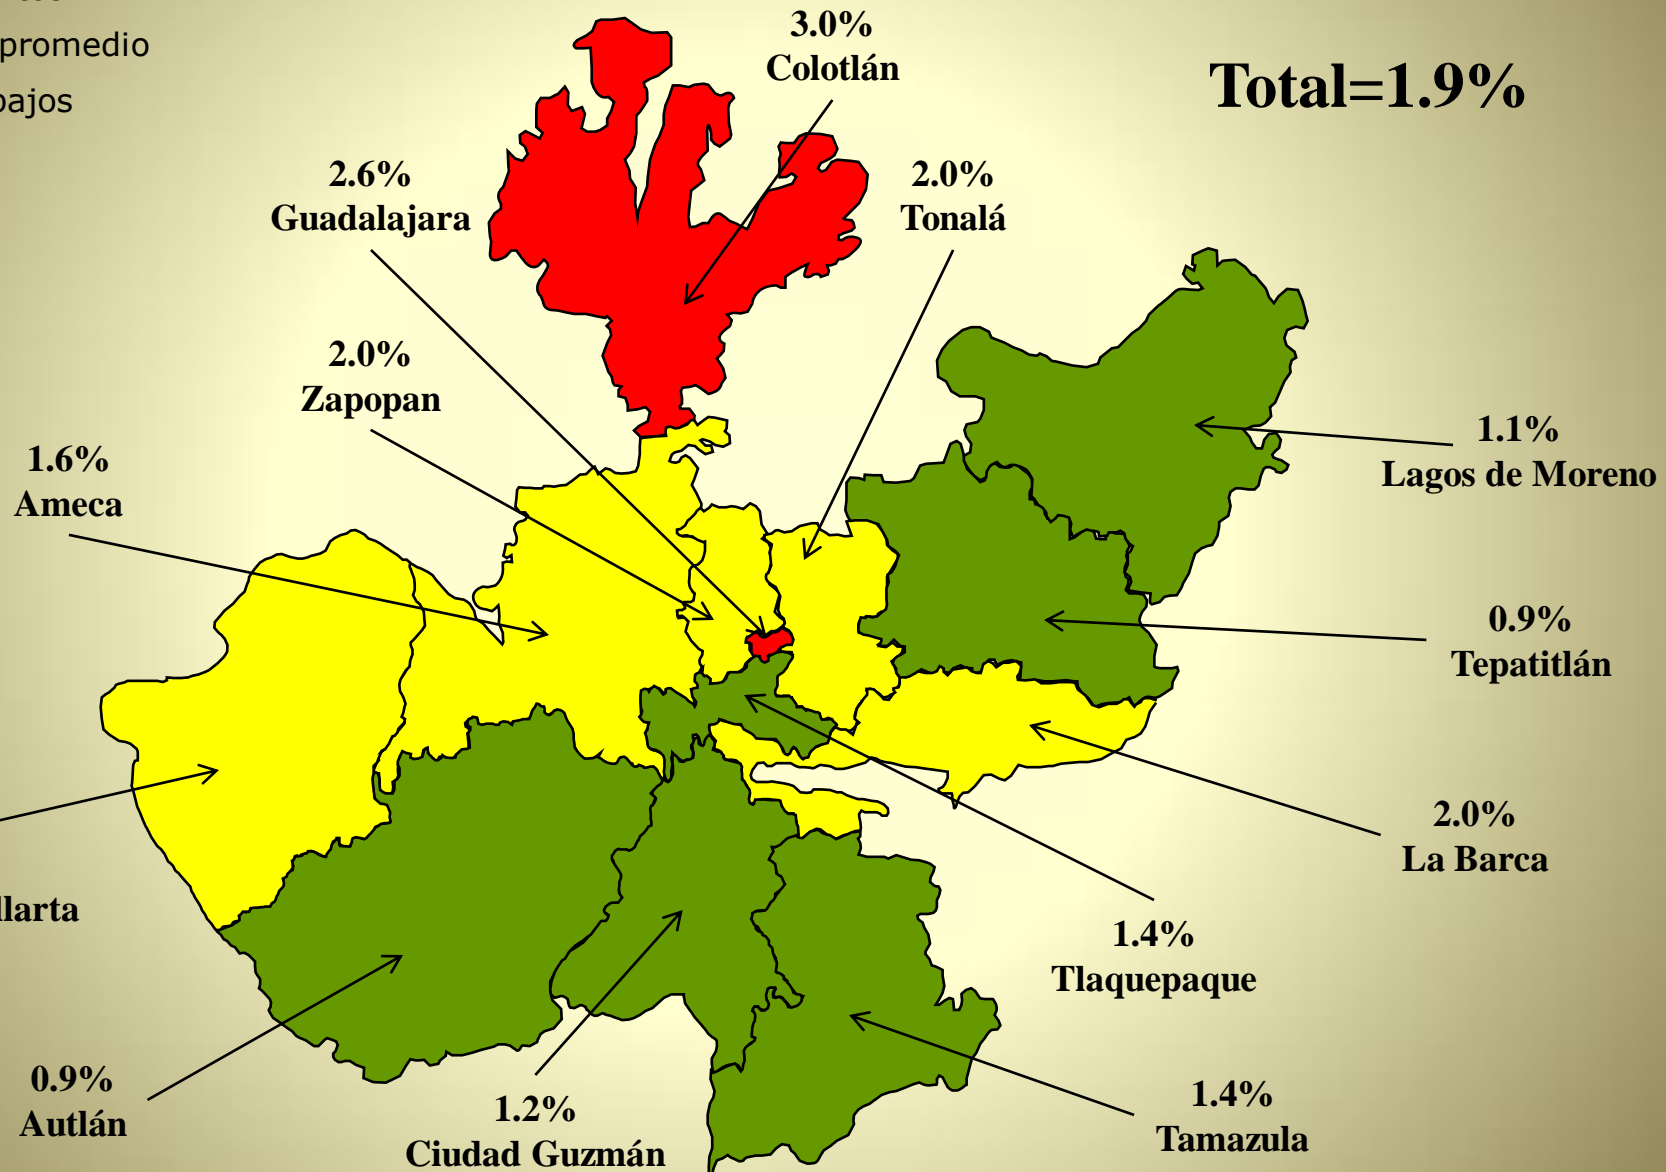 promedio
bajos
Total=1.9%
3.0%
Colotlán
2.6%
Guadalajara
2.0%
Tonalá
2.0%
Zapopan
1.6%
Ameca
1.1%
Lagos de Moreno
0.9%
Tepatitlán
2.0%
La Barca
llarta
1.4%
Tlaquepaque
0.9%
Autlán
1.2%
Ciudad Guzmán
1.4%
Tamazula